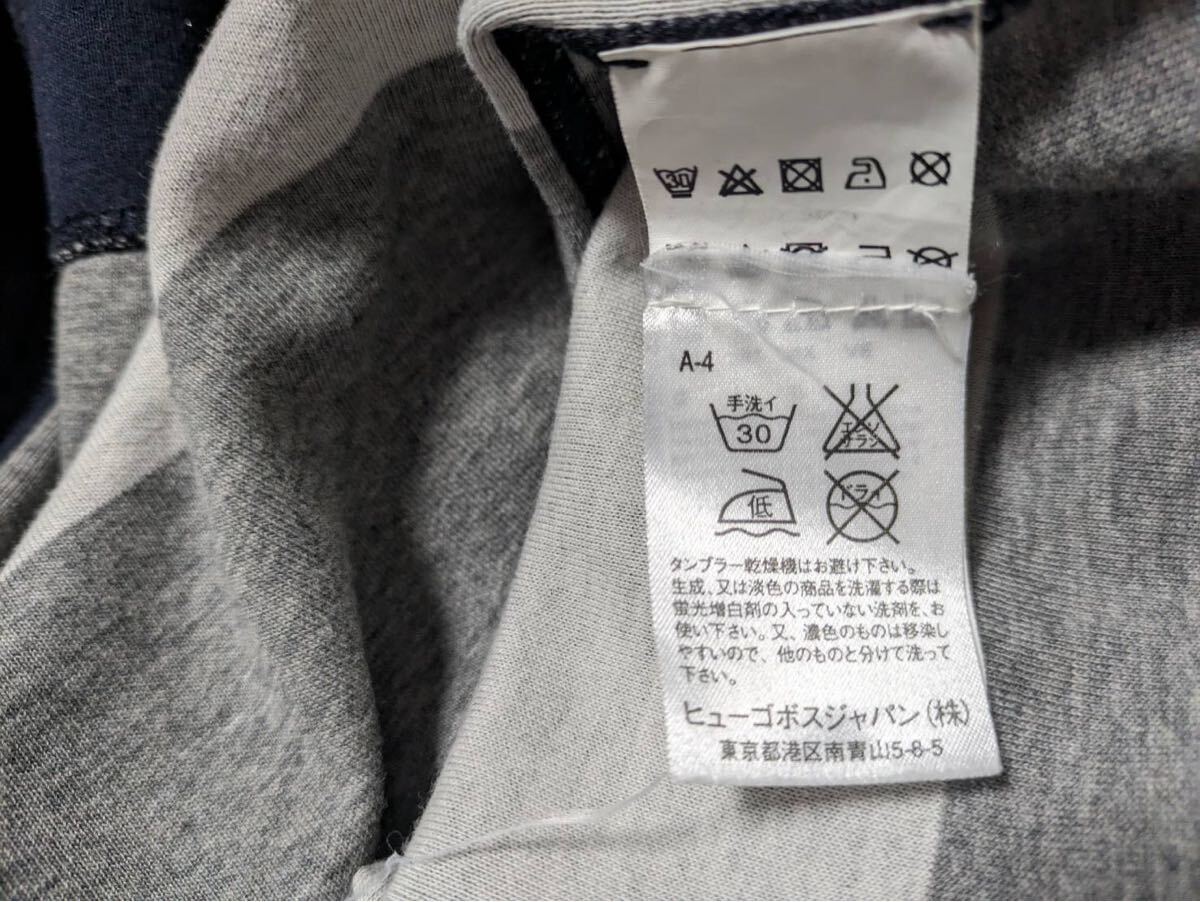 30
A-4
手洗イ
30
エンソ
サラシ
低
ドライ
タンブラー乾燥機はお避け下さい。
生成、又は淡色の商品を洗濯する際は
蛍光増白剤の入っていない洗剤を、お
使い下さい。又、濃色のものは移染し
やすいので、他のものと分けて洗って
下さい。
ヒューゴボスジャパン(株)
東京都港区南青山5-8-5